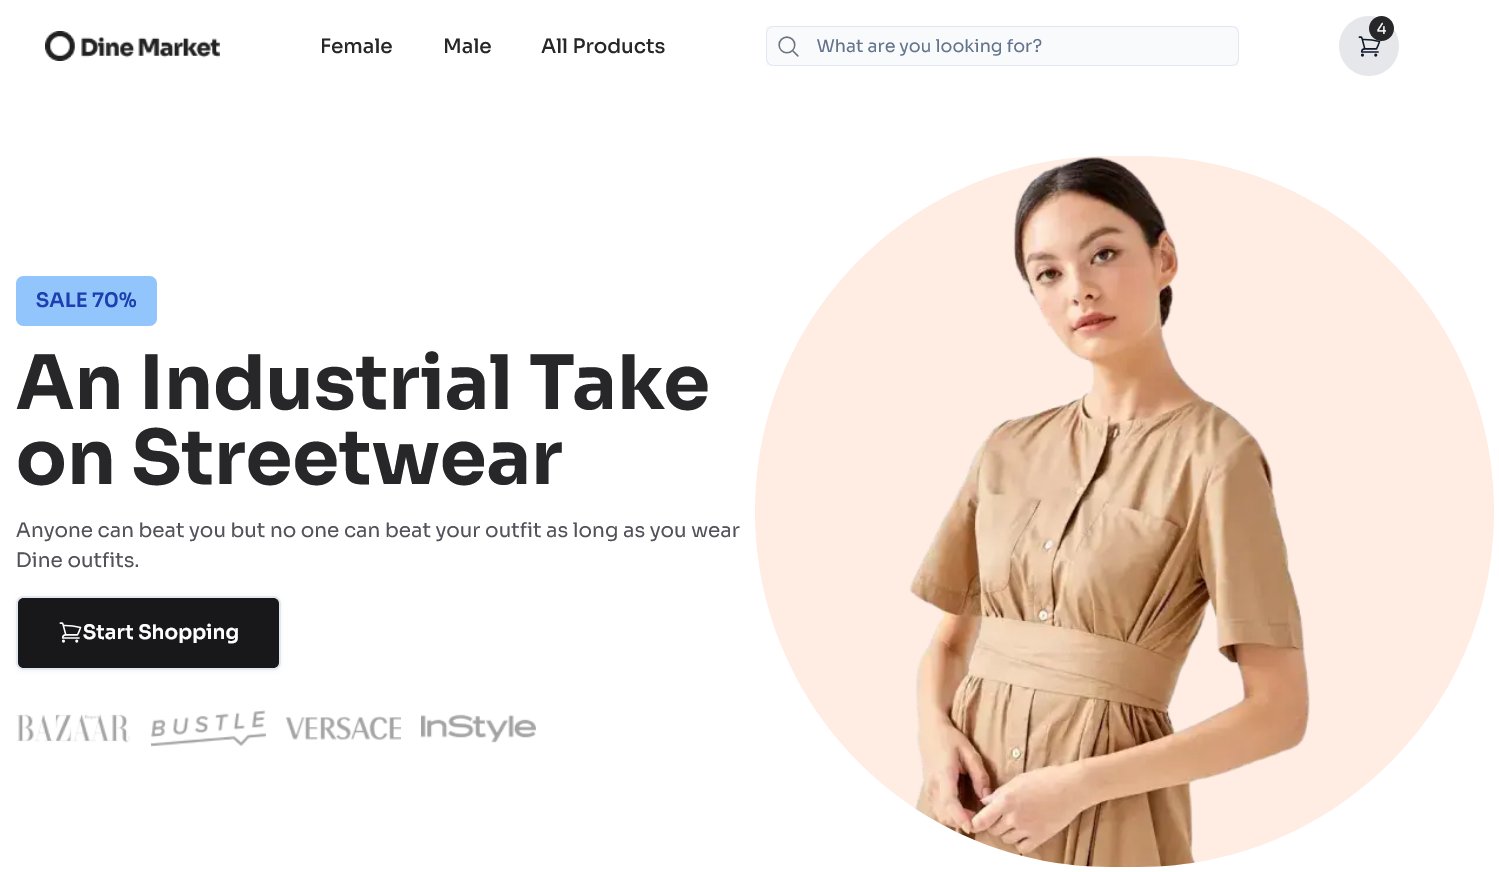 Dine Market
Female
Male
All Products
What are you looking for?
4
SALE 70%
An Industrial Take
on Streetwear
Anyone can beat you but no one can beat your outfit as long as you wear
Dine outfits.
Start Shopping
BAZAAR
BUSTLE
VERSACE
InStyle